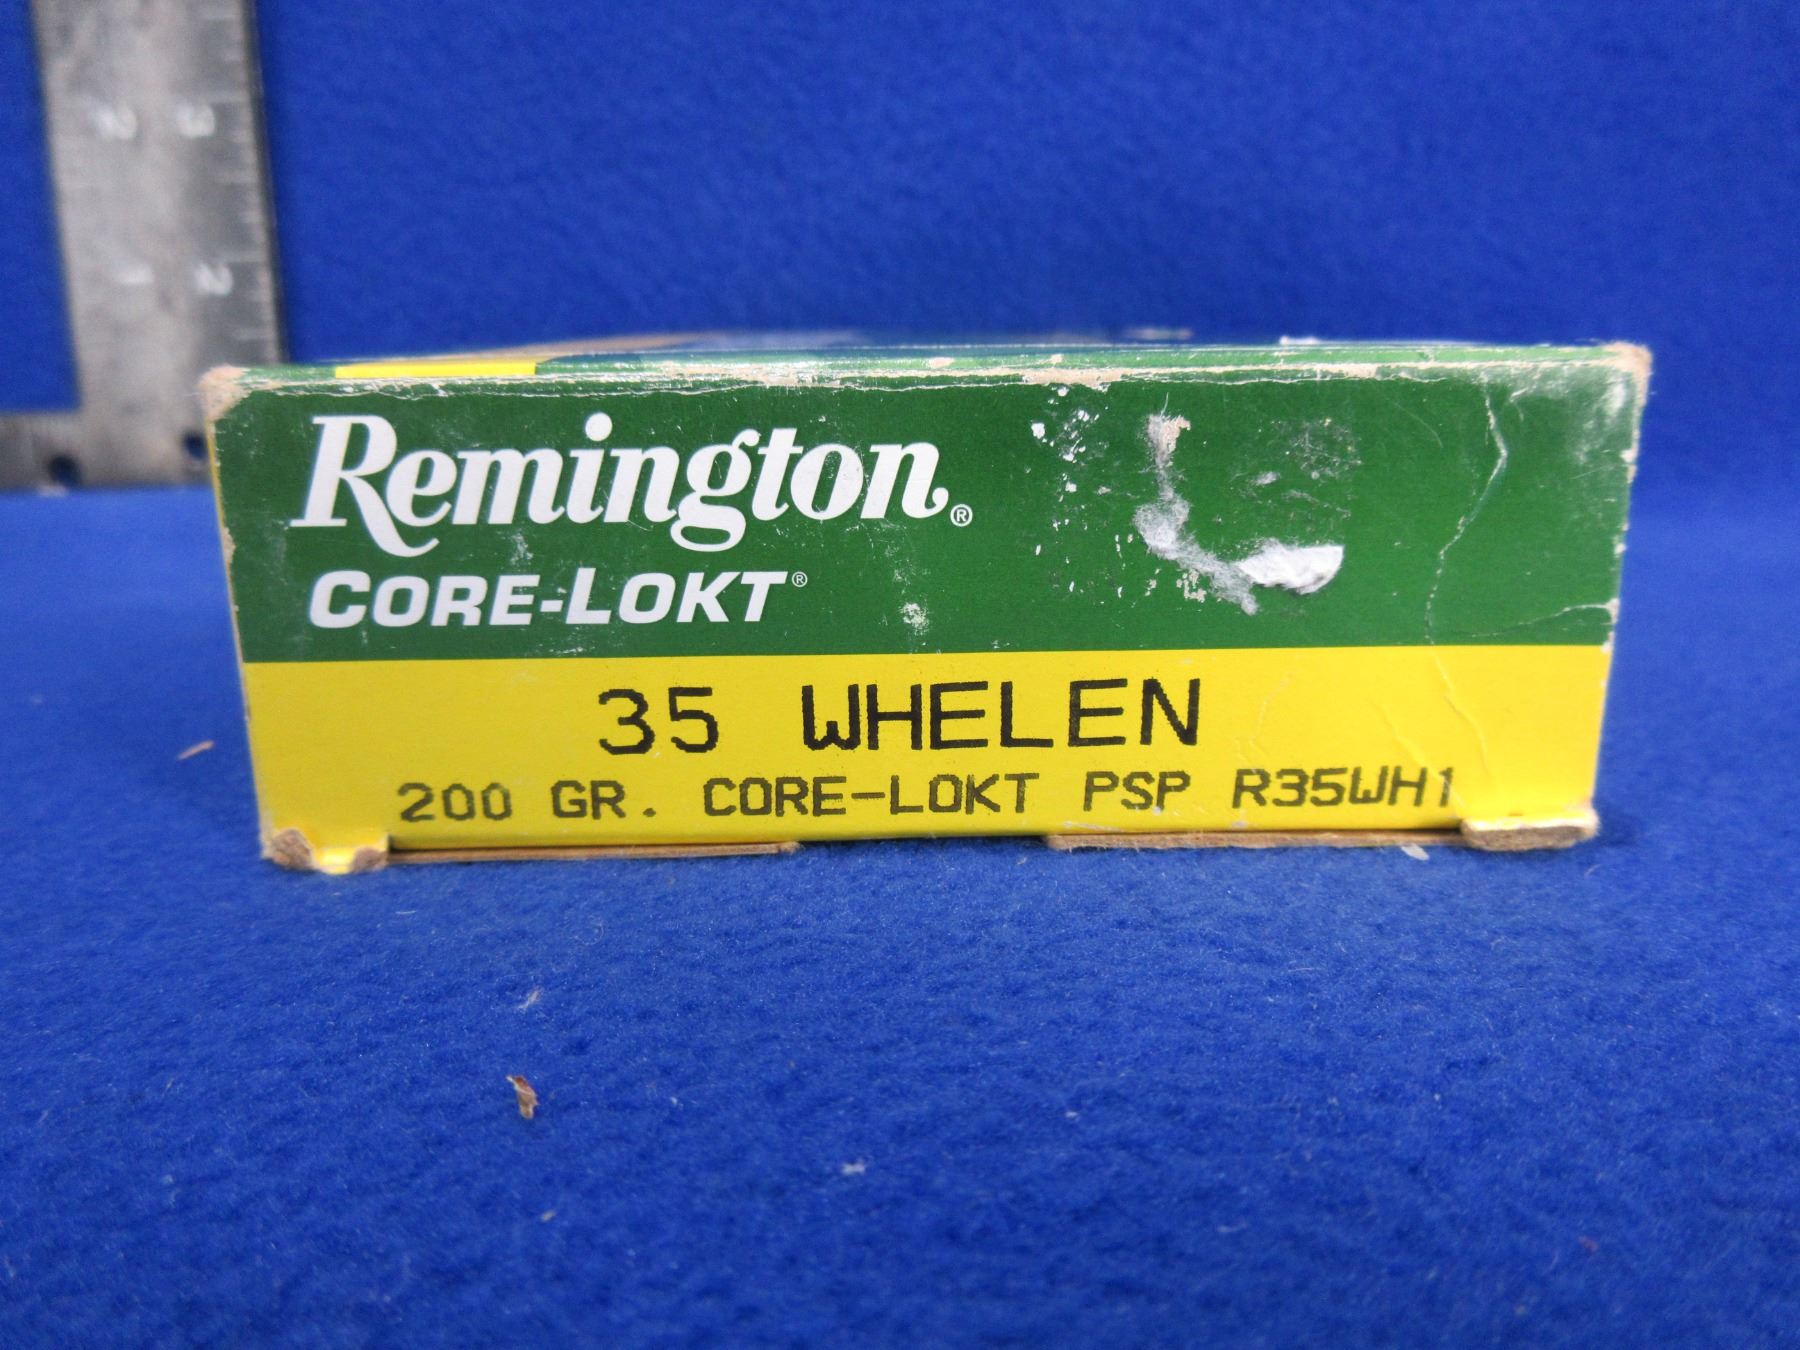 Remington®
CORE-LOKT®
35 WHELEN
200 GR. CORE-LOKT PSP R35WH1